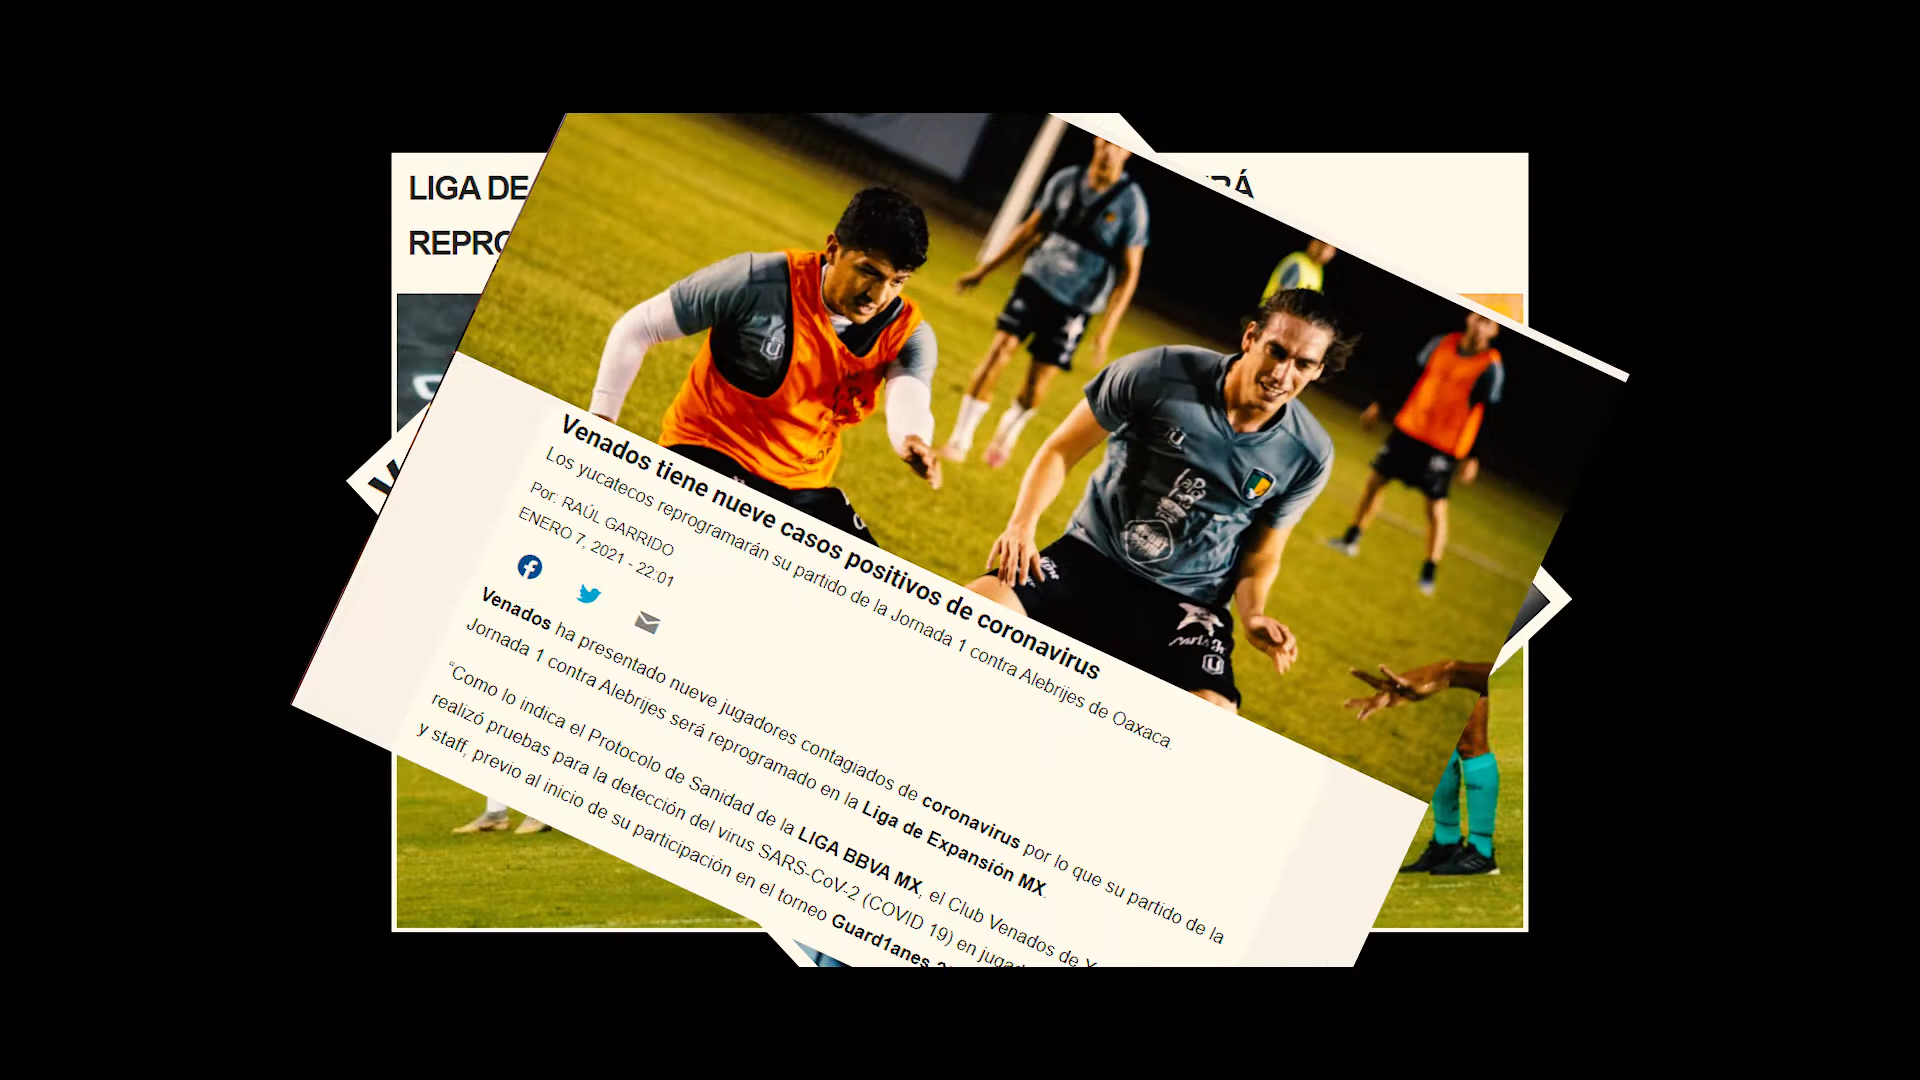 LIGA DE
RÁ
Venados tiene nueve casos positivos de coronavirus
Los yucatecos reprogramarán su partido de la Jornada 1 contra Alebrijes de Oaxaca.
Por: RAÚL GARRIDO
ENERO 7, 2021 - 22:01
Venados ha presentado nueve jugadores contagiados de coronavirus por lo que su partido de la
Jornada 1 contra Alebrijes será reprogramado en la Liga de Expansión MX.
“Como lo indica el Protocolo de Sanidad de la LIGA BBVA MX, el Club Venados de
realizó pruebas para la detección del virus SARS-CoV-2 (COVID 19) en
y staff, previo al inicio de su participación en el torneo Guard1anes